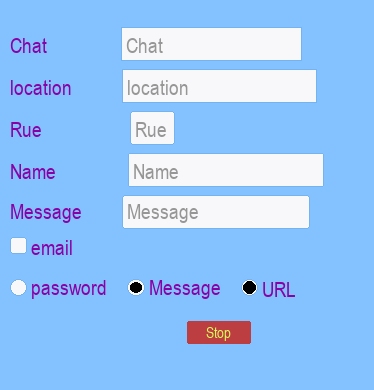 Chat Chat
location location
Rue Rue
Name Name
Message Message
email
password Message URL
Stop